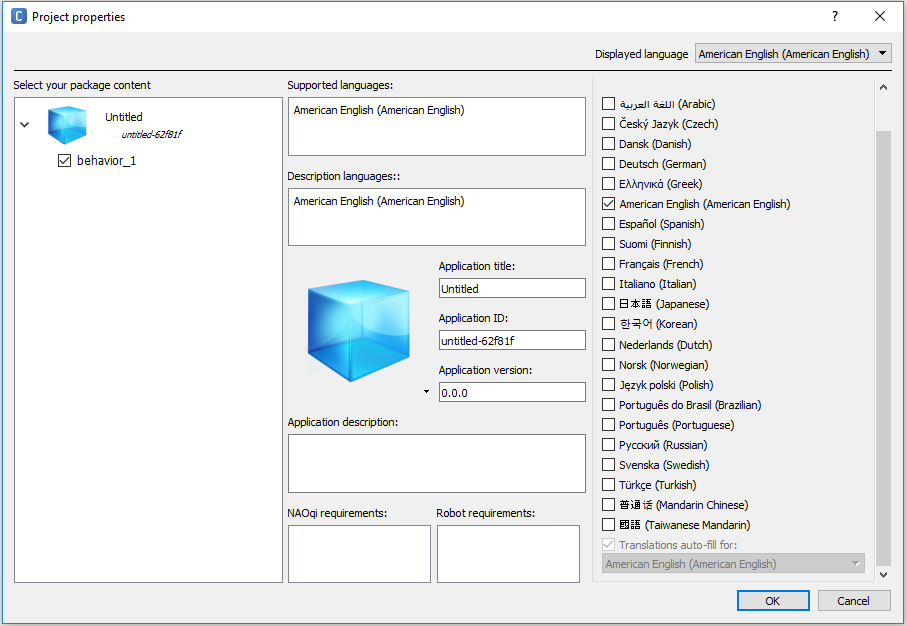 C Project properties
?
Displayed language American English (American English)
Select your package content
Untitled
untitled-62f81f
behavior_1
Supported languages:
American English (American English)
Description languages::
American English (American English)
Application title:
Untitled
Application ID:
untitled-62f81f
Application version:
0.0.0
Application description:
NAOqi requirements:
Robot requirements:
اللغة العربية (Arabic)
Český Jazyk (Czech)
Dansk (Danish)
Deutsch (German)
Ελληνικά (Greek)
American English (American English)
Español (Spanish)
Suomi (Finnish)
Français (French)
Italiano (Italian)
日本語 (Japanese)
한국어 (Korean)
Nederlands (Dutch)
Norsk (Norwegian)
Język polski (Polish)
Português do Brasil (Brazilian)
Português (Portuguese)
Русский (Russian)
Svenska (Swedish)
Türkçe (Turkish)
普通话 (Mandarin Chinese)
國語 (Taiwanese Mandarin)
Translations auto-fill for:
American English (American English)
OK
Cancel